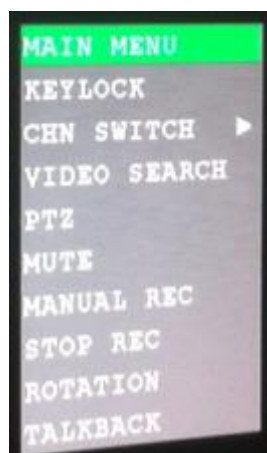 MAIN MENU
KEYLOCK
CHN SWITCH
VIDEO SEARCH
PTZ
MUTE
MANUAL REC
STOP REC
ROTATION
TALKBACK